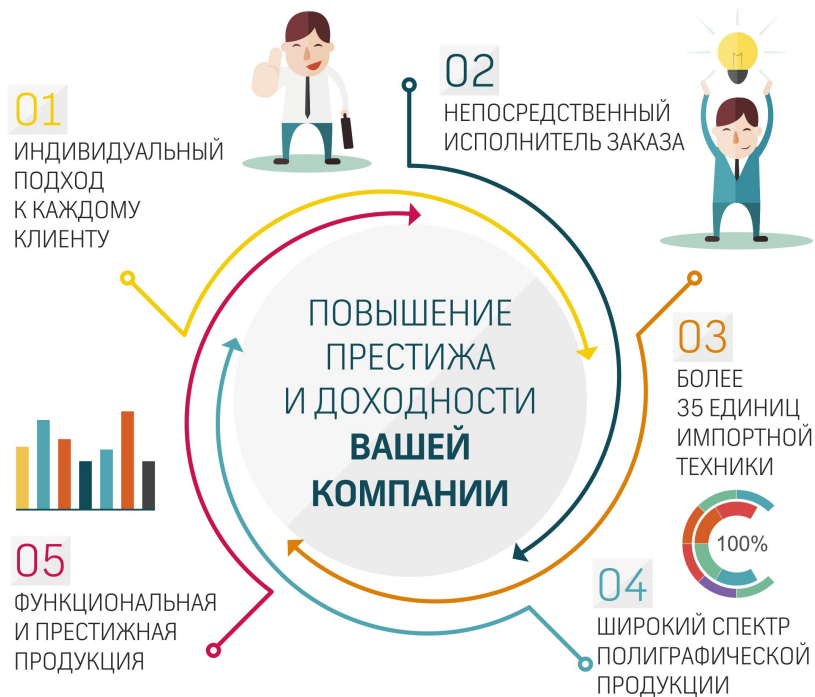 01
ИНДИВИДУАЛЬНЫЙ
ПОДХОД
К КАЖДОМУ
КЛИЕНТУ
02
НЕПОСРЕДСТВЕННЫЙ
ИСПОЛНИТЕЛЬ ЗАКАЗА
ПОВЫШЕНИЕ
ПРЕСТИЖА
И ДОХОДНОСТИ
ВАШЕЙ
КОМПАНИИ
03
БОЛЕЕ
35 ЕДИНИЦ
ИМПОРТНОЙ
ТЕХНИКИ
100%
04
ШИРОКИЙ СПЕКТР
ПОЛИГРАФИЧЕСКОЙ
ПРОДУКЦИИ
05
ФУНКЦИОНАЛЬНАЯ
И ПРЕСТИЖНАЯ
ПРОДУКЦИЯ